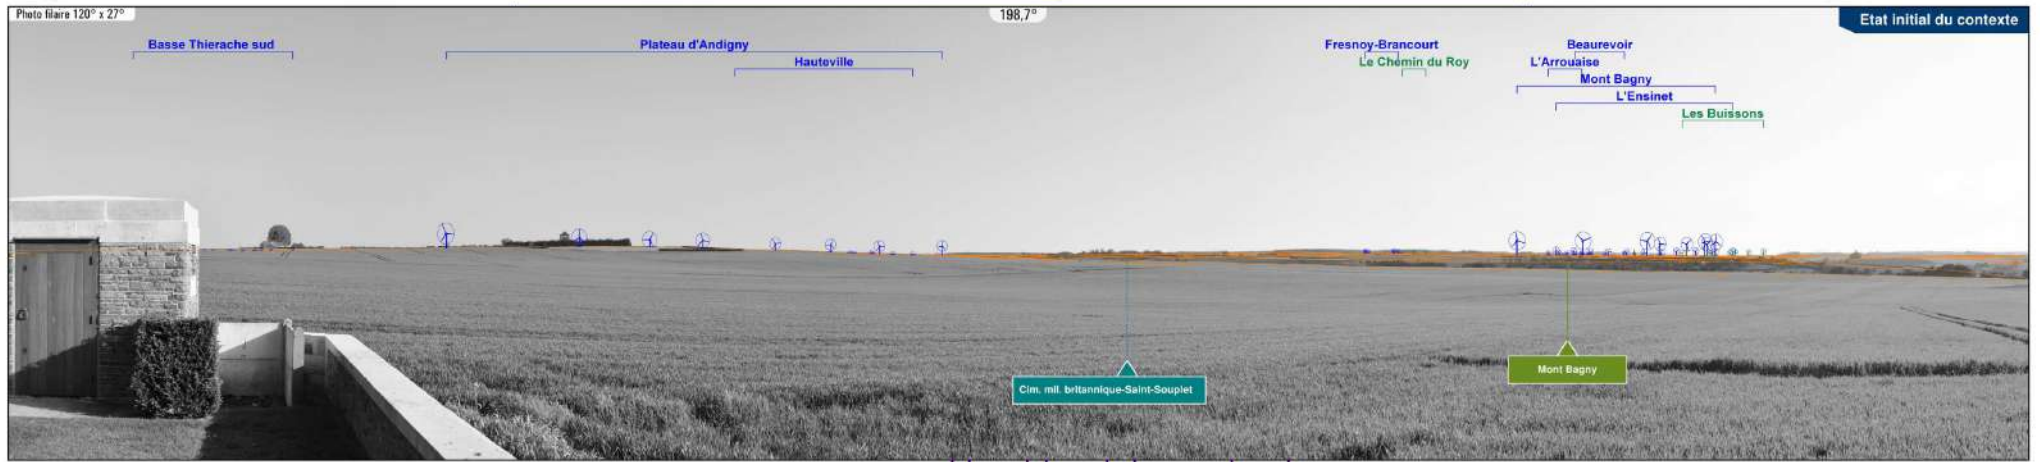 Photo filaire 120° x 27°
198,7°
Etat initial du contexte
Basse Thierache sud
Plateau d'Andigny
Hauteville
Fresnoy-Brancourt
Le Chemin du Roy
Beaurevoir
L'Arrouaise
Mont Bagny
L'Ensinet
Les Buissons
Cim. mil. britannique-Saint-Souplet
Mont Bagny